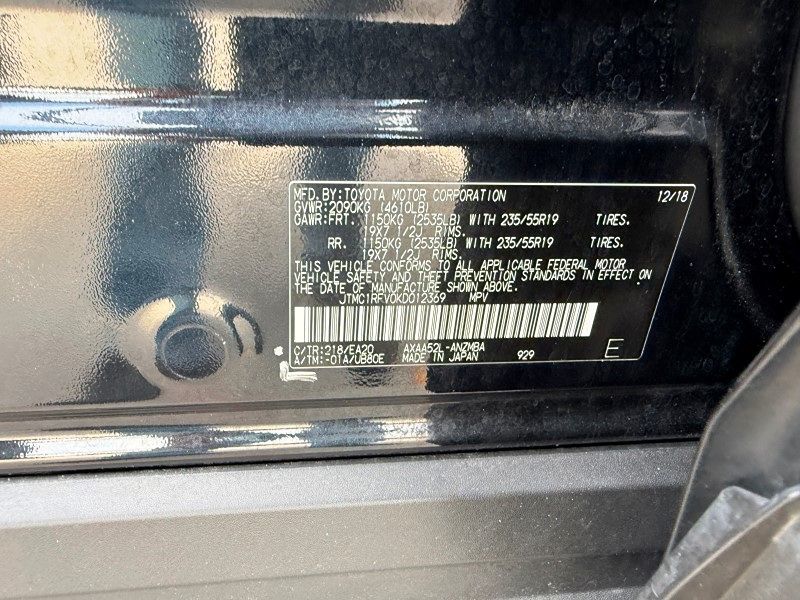 MFD. BY: TOYOTA MOTOR CORPORATION 12/18
GVWR: 2090KG (4610LB)
GAWR: FRT. 1150KG (2535LB) WITH 235/55R19 TIRES.
19X7 1/2J RIMS.
RR. 1150KG (2535LB) WITH 235/55R19 TIRES.
19X7 1/2J RIMS.
THIS VEHICLE CONFORMS TO ALL APPLICABLE FEDERAL MOTOR
VEHICLE SAFETY AND THEFT PREVENTION STANDARDS IN EFFECT ON
THE DATE OF MANUFACTURE SHOWN ABOVE.
JTMC1RFV0KD012369 MPV
C/TR: 218/EA20 AXAA52L-ANZMBA
A/TM: -01A/UB80E MADE IN JAPAN 929 E